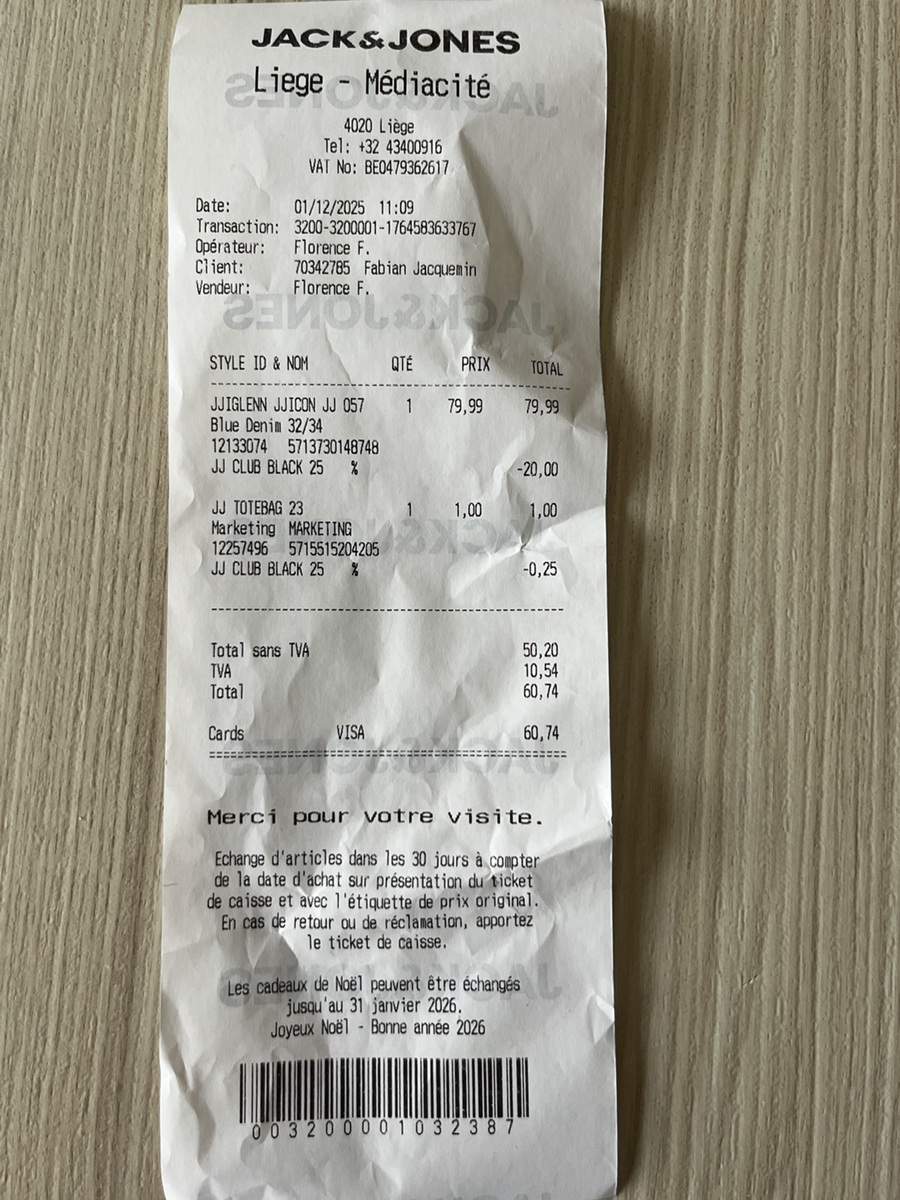 JACK&JONES
Liege - Médiacité
4020 Liège
Tel: +32 43400916
VAT No: BE0479362617
Date: 01/12/2025 11:09
Transaction: 3200-3200001-1764583633767
Opérateur: Florence F.
Client: 70342785 Fabian Jacquemin
Vendeur: Florence F.
STYLE ID & NOM QTÉ PRIX TOTAL
JJIGLENN JJICON JJ 057 1 79,99 79,99
Blue Denim 32/34
12133074 5713730148748
JJ CLUB BLACK 25 % -20,00
JJ TOTEBAG 23 1 1,00 1,00
Marketing MARKETING
12257496 5715515204205
JJ CLUB BLACK 25 % -0,25
Total sans TVA 50,20
TVA 10,54
Total 60,74
Cards VISA 60,74
Merci pour votre visite.
Echange d'articles dans les 30 jours à compter
de la date d'achat sur présentation du ticket
de caisse et avec l'étiquette de prix original.
En cas de retour ou de réclamation, apportez
le ticket de caisse.
Les cadeaux de Noël peuvent être échangés
jusqu'au 31 janvier 2026.
Joyeux Noël - Bonne année 2026
003200001032387